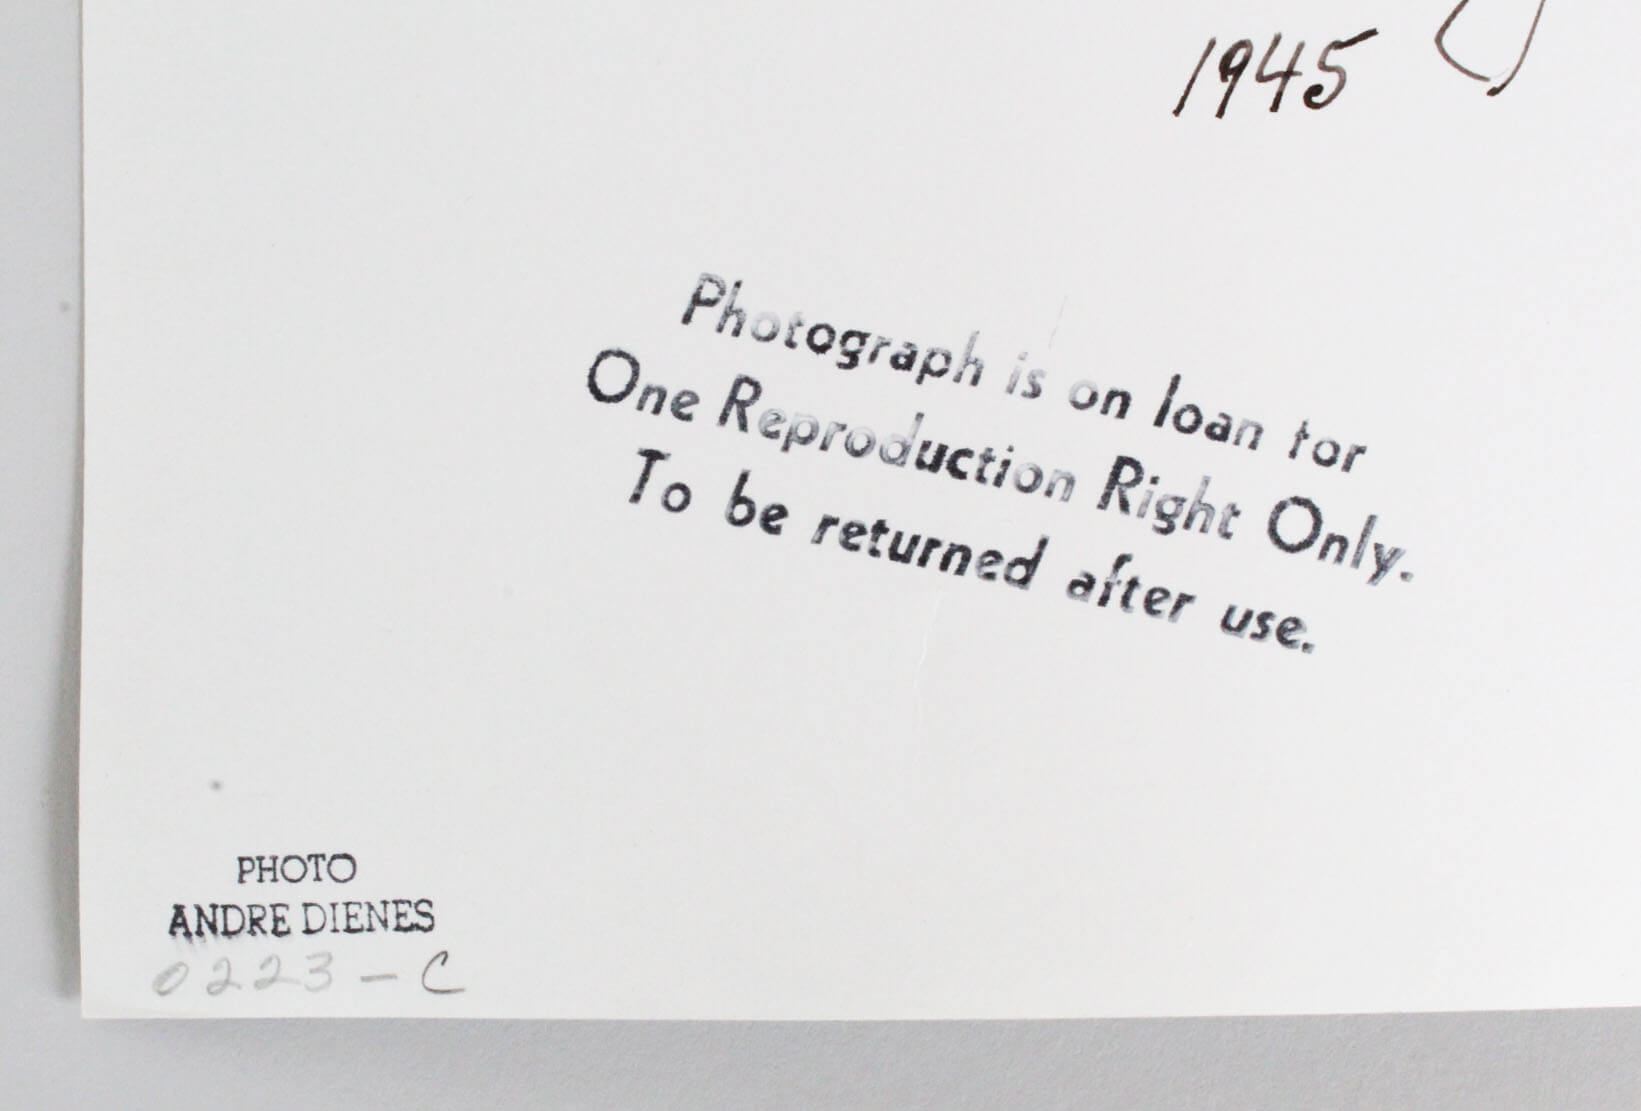 1945
Photograph is on loan for
One Reproduction Right Only.
To be returned after use.
PHOTO
ANDRE DIENES
0223-C